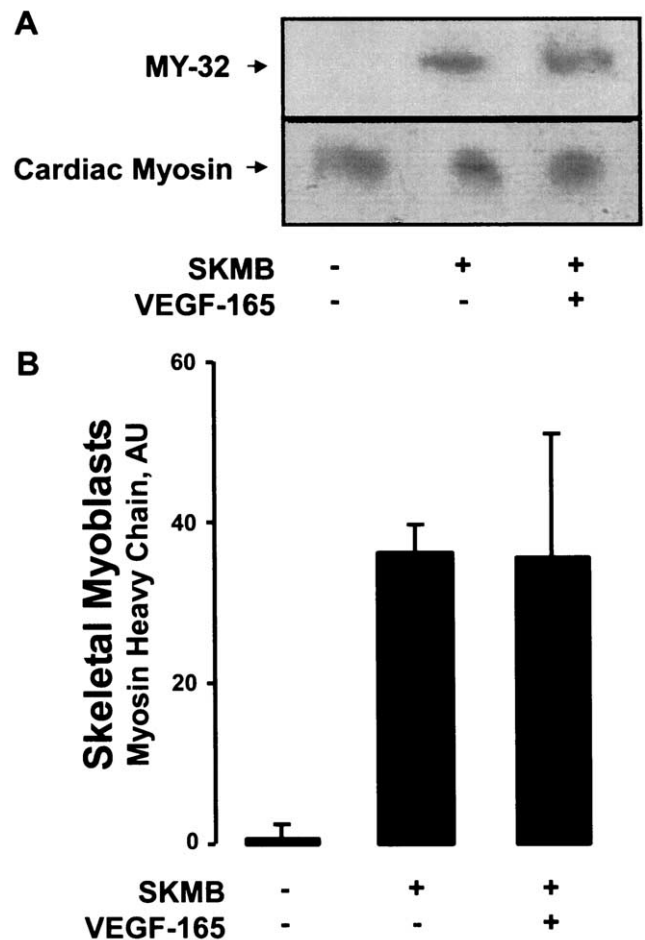 A
MY-32
Cardiac Myosin
SKMB - + +
VEGF-165 - - +
B
Skeletal Myoblasts
Myosin Heavy Chain, AU
60
40
20
0
SKMB - + +
VEGF-165 - - +